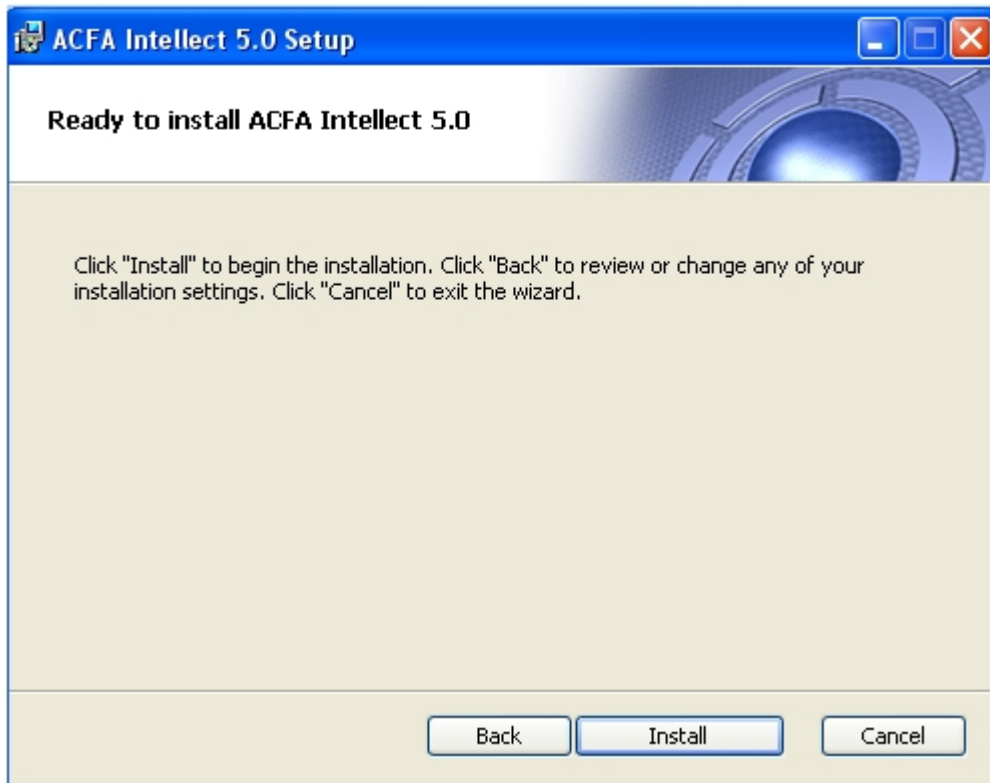 ACFA Intellect 5.0 Setup
Ready to install ACFA Intellect 5.0
Click "Install" to begin the installation. Click "Back" to review or change any of your
installation settings. Click "Cancel" to exit the wizard.
Back Install Cancel